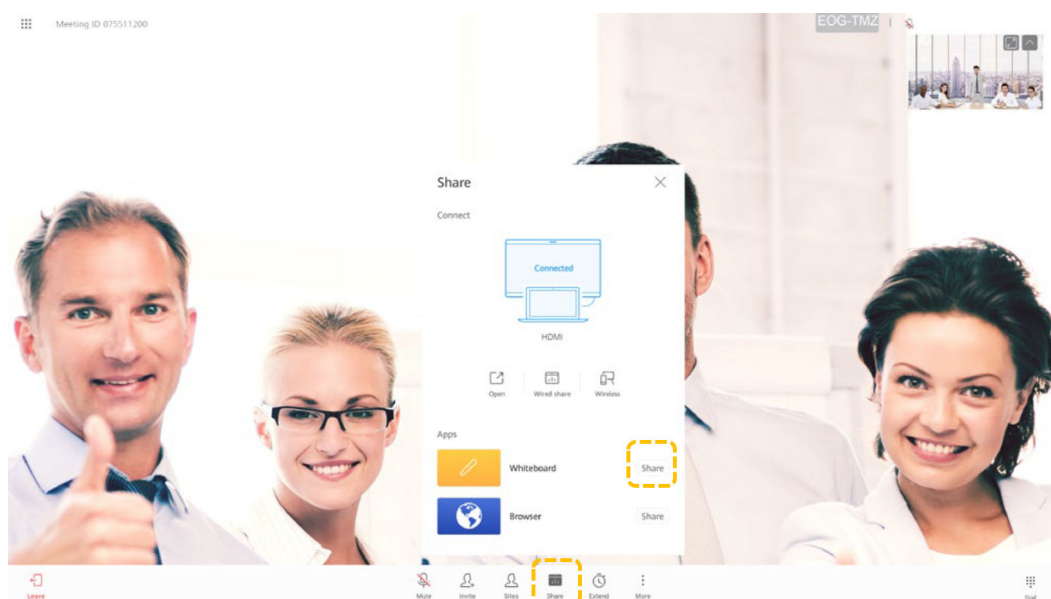 Meeting ID 075511200
EOG-TMZ
Share
Connect
Connected
HDMI
Open Wired share Wireless
Apps
Whiteboard Share
Browser Share
Leave Mute Invite Sites Share Extend More